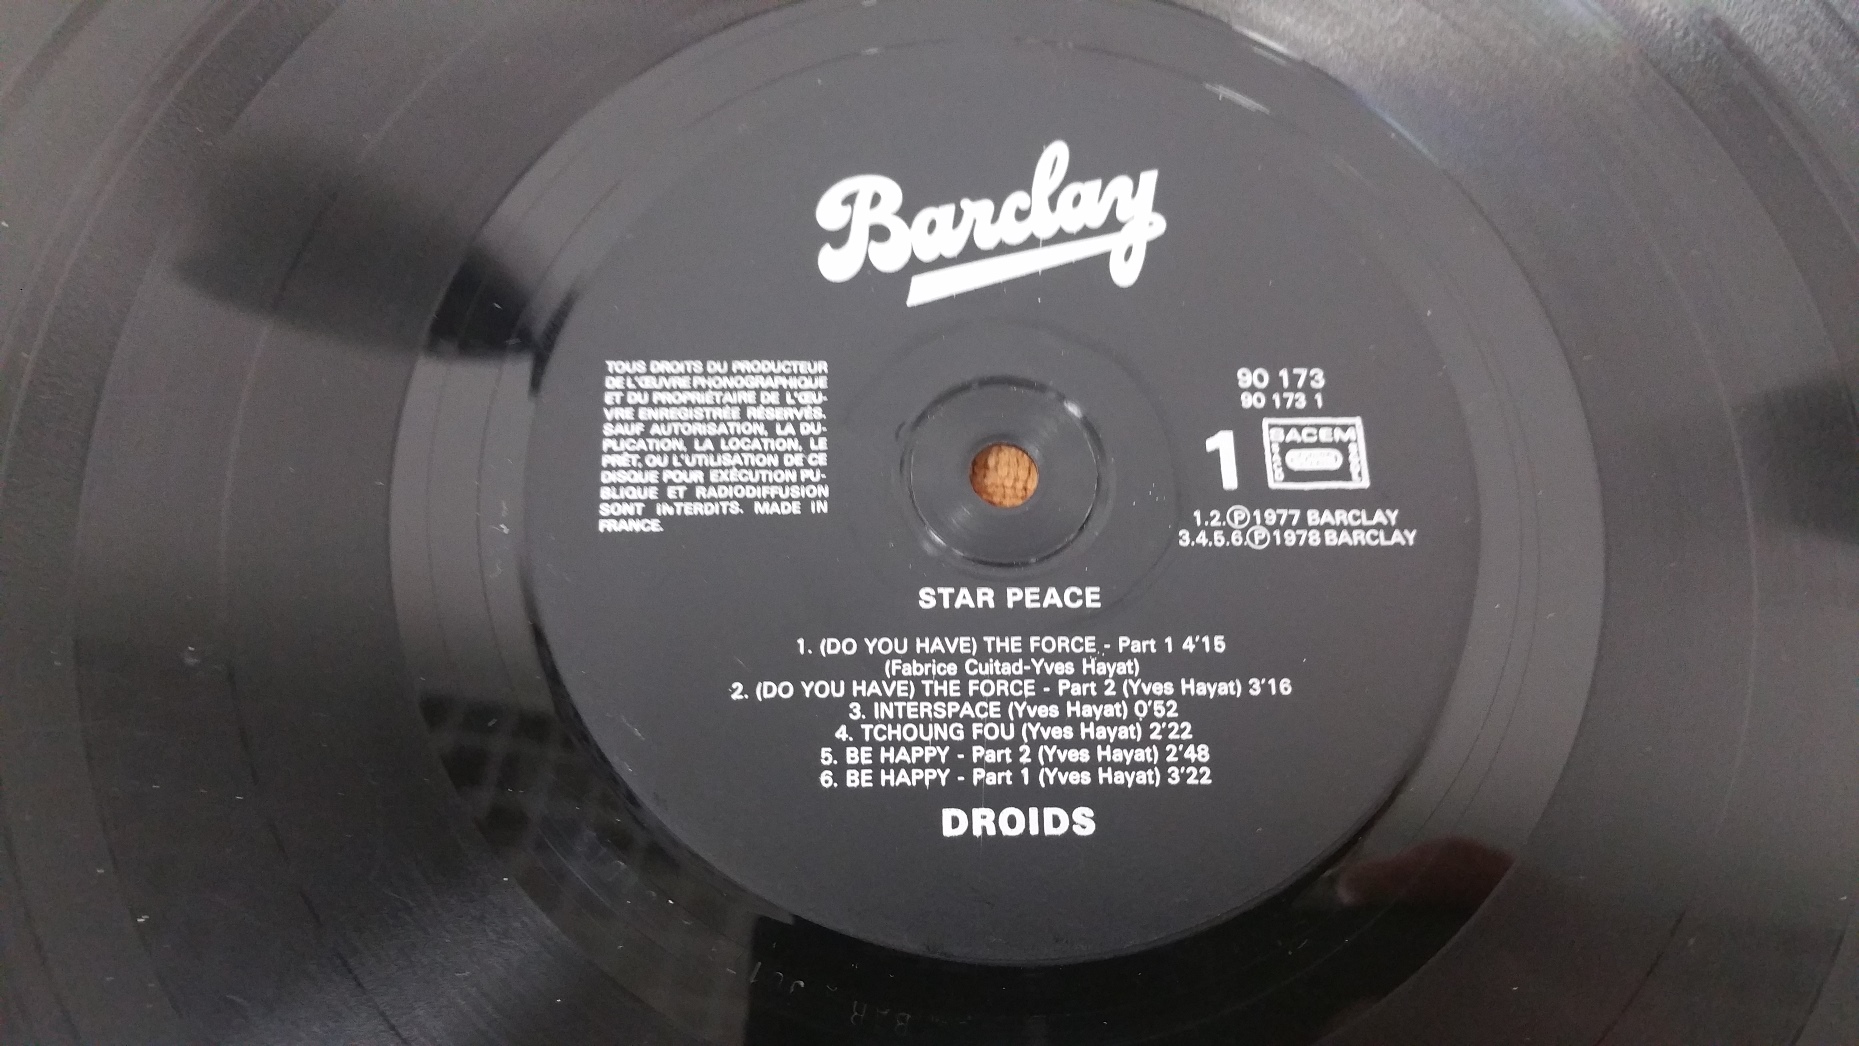 Barclay
TOUS DROITS DU PRODUCTEUR
DE L'ŒUVRE PHONOGRAPHIQUE
ET DU PROPRIÉTAIRE DE L'ŒU-
VRE ENREGISTRÉE RÉSERVÉS.
SAUF AUTORISATION, LA DU-
PLICATION, LA LOCATION, LE
PRÊT, OU L'UTILISATION DE CE
DISQUE POUR EXÉCUTION PU-
BLIQUE ET RADIODIFFUSION
SONT INTERDITS. MADE IN
FRANCE.
90 173
90 173 1
1 SACEM
1.2.Ⓟ1977 BARCLAY
3.4.5.6.Ⓟ1978 BARCLAY
STAR PEACE
1. (DO YOU HAVE) THE FORCE - Part 1 4'15
(Fabrice Cuitad-Yves Hayat)
2. (DO YOU HAVE) THE FORCE - Part 2 (Yves Hayat) 3'16
3. INTERSPACE (Yves Hayat) 0'52
4. TCHOUNG FOU (Yves Hayat) 2'22
5. BE HAPPY - Part 2 (Yves Hayat) 2'48
6. BE HAPPY - Part 1 (Yves Hayat) 3'22
DROIDS